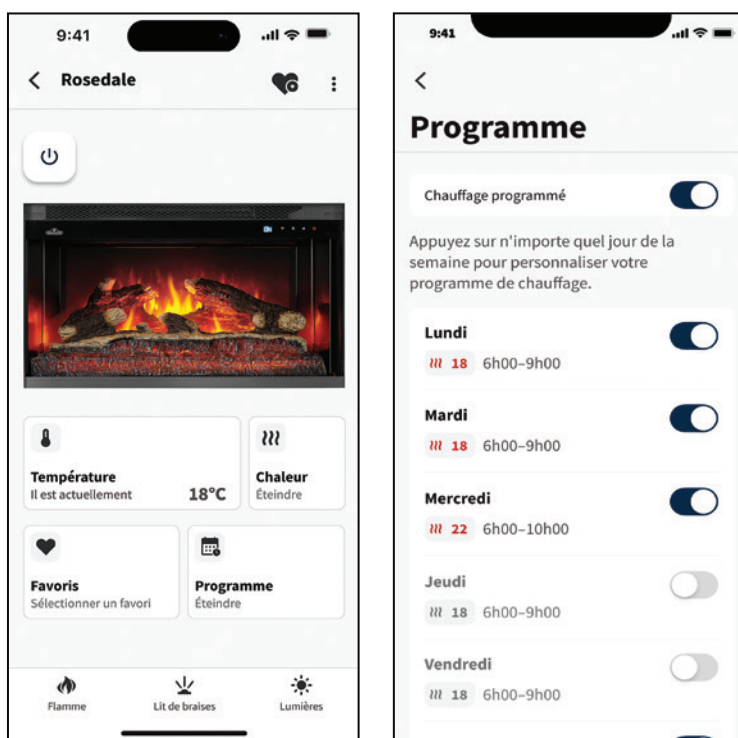 9:41
Rosedale
Température
Il est actuellement
18°C
Chaleur
Éteindre
Favoris
Sélectionner un favori
Programme
Éteindre
Flamme
Lit de braises
Lumières
9:41
Programme
Chauffage programmé
Appuyez sur n'importe quel jour de la
semaine pour personnaliser votre
programme de chauffage.
Lundi
18 6h00–9h00
Mardi
18 6h00–9h00
Mercredi
22 6h00–10h00
Jeudi
18 6h00–9h00
Vendredi
18 6h00–9h00